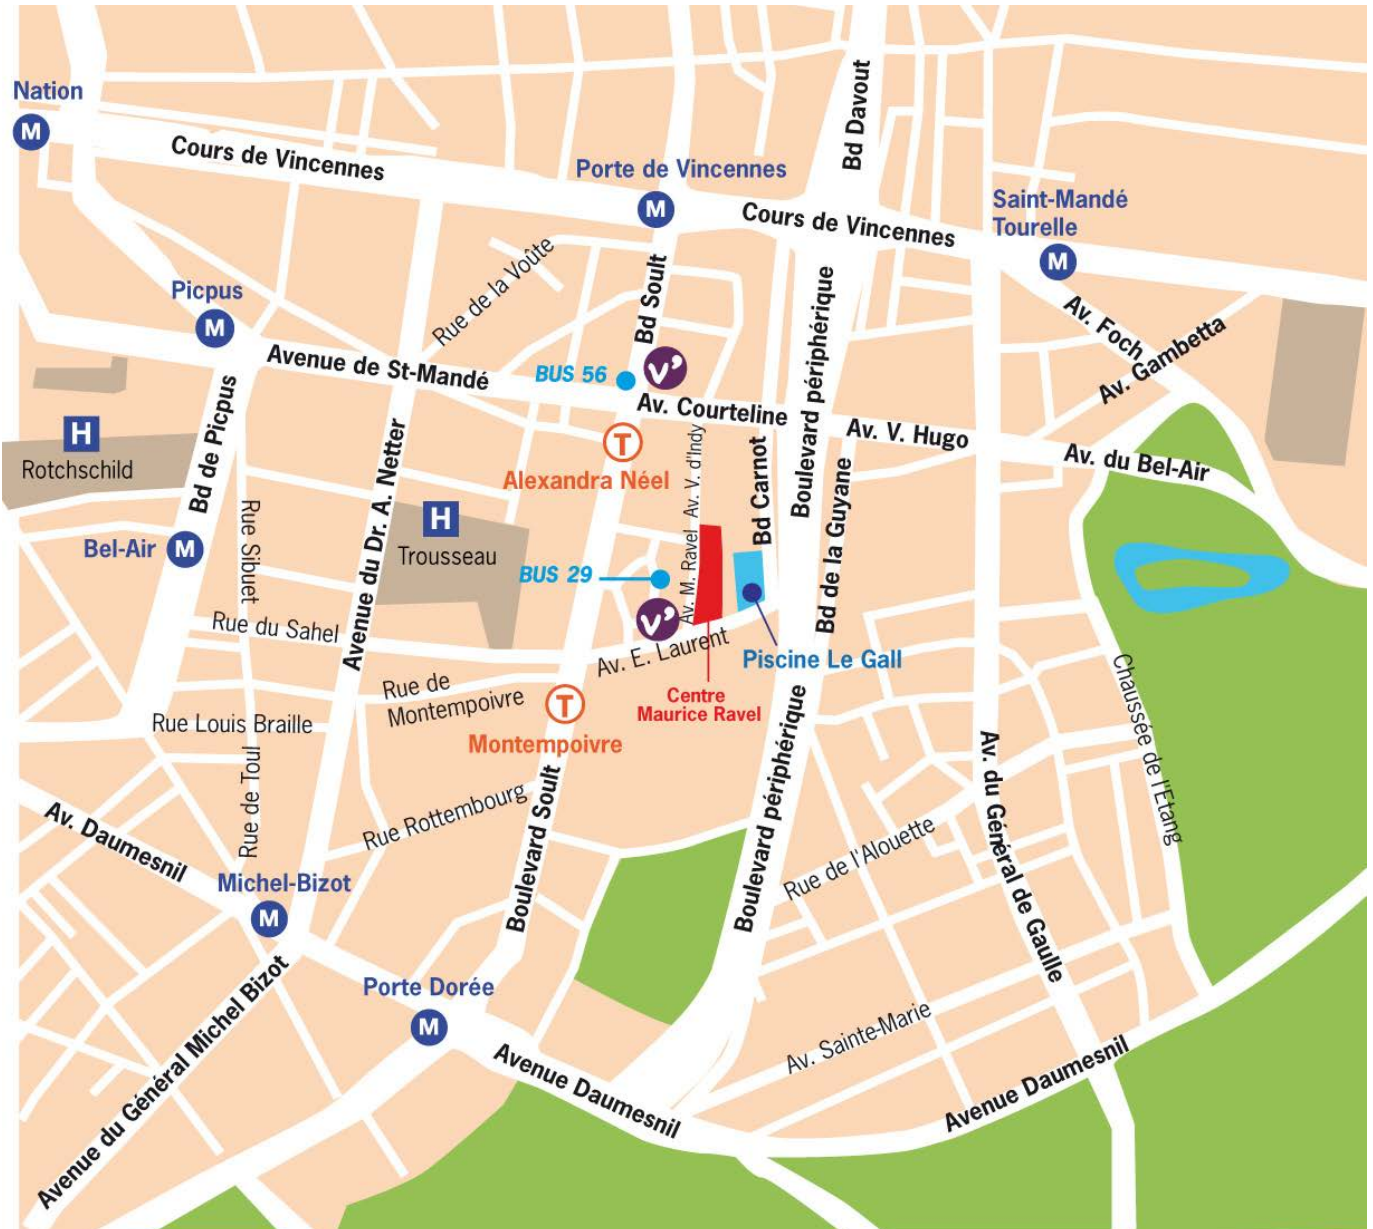 Nation
M
Cours de Vincennes
Porte de Vincennes
M
Bd Davout
Cours de Vincennes
Saint-Mandé
Tourelle
M
Picpus
M
Rue de la Voûte
Bd Soult
Boulevard périphérique
Av. Foch
Av. Gambetta
Avenue de St-Mandé
BUS 56
V'
Av. Courteline
Av. V. Hugo
Av. du Bel-Air
H
Rotchschild
Bd de Picpus
Avenue du Dr. A. Netter
T
Alexandra Néel
Av. V. d'Indy
Bd Carnot
Bd de la Guyane
H
Trousseau
Bel-Air
M
Rue Sibuet
BUS 29
Av. M. Ravel
V'
Rue du Sahel
Av. E. Laurent
Piscine Le Gall
Centre
Maurice Ravel
Rue de
Montempoivre
T
Montempoivre
Rue Louis Braille
Rue de Toul
Boulevard périphérique
Chaussée de l'Etang
Av. du Général de Gaulle
Av. Daumesnil
Rue Rottembourg
Boulevard Soult
Rue de l'Alouette
Michel-Bizot
M
Porte Dorée
M
Avenue du Général Michel Bizot
Av. Sainte-Marie
Avenue Daumesnil
Avenue Daumesnil